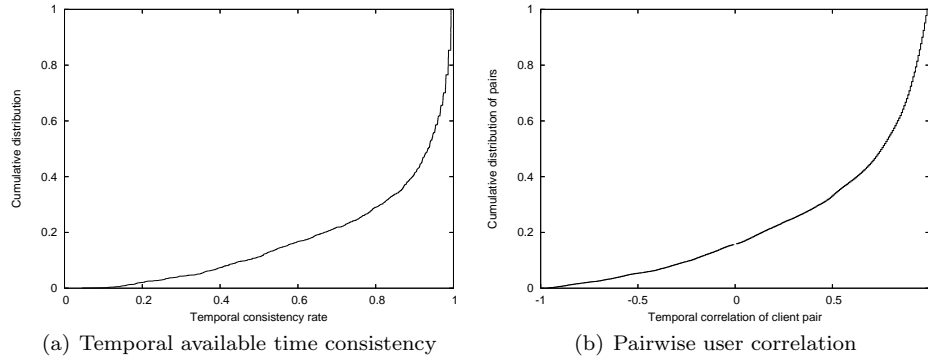 1
0.8
0.6
0.4
0.2
0
0 0.2 0.4 0.6 0.8 1
Cumulative distribution
Temporal consistency rate
(a) Temporal available time consistency
1
0.8
0.6
0.4
0.2
0
-1 -0.5 0 0.5
Cumulative distribution of pairs
Temporal correlation of client pair
(b) Pairwise user correlation